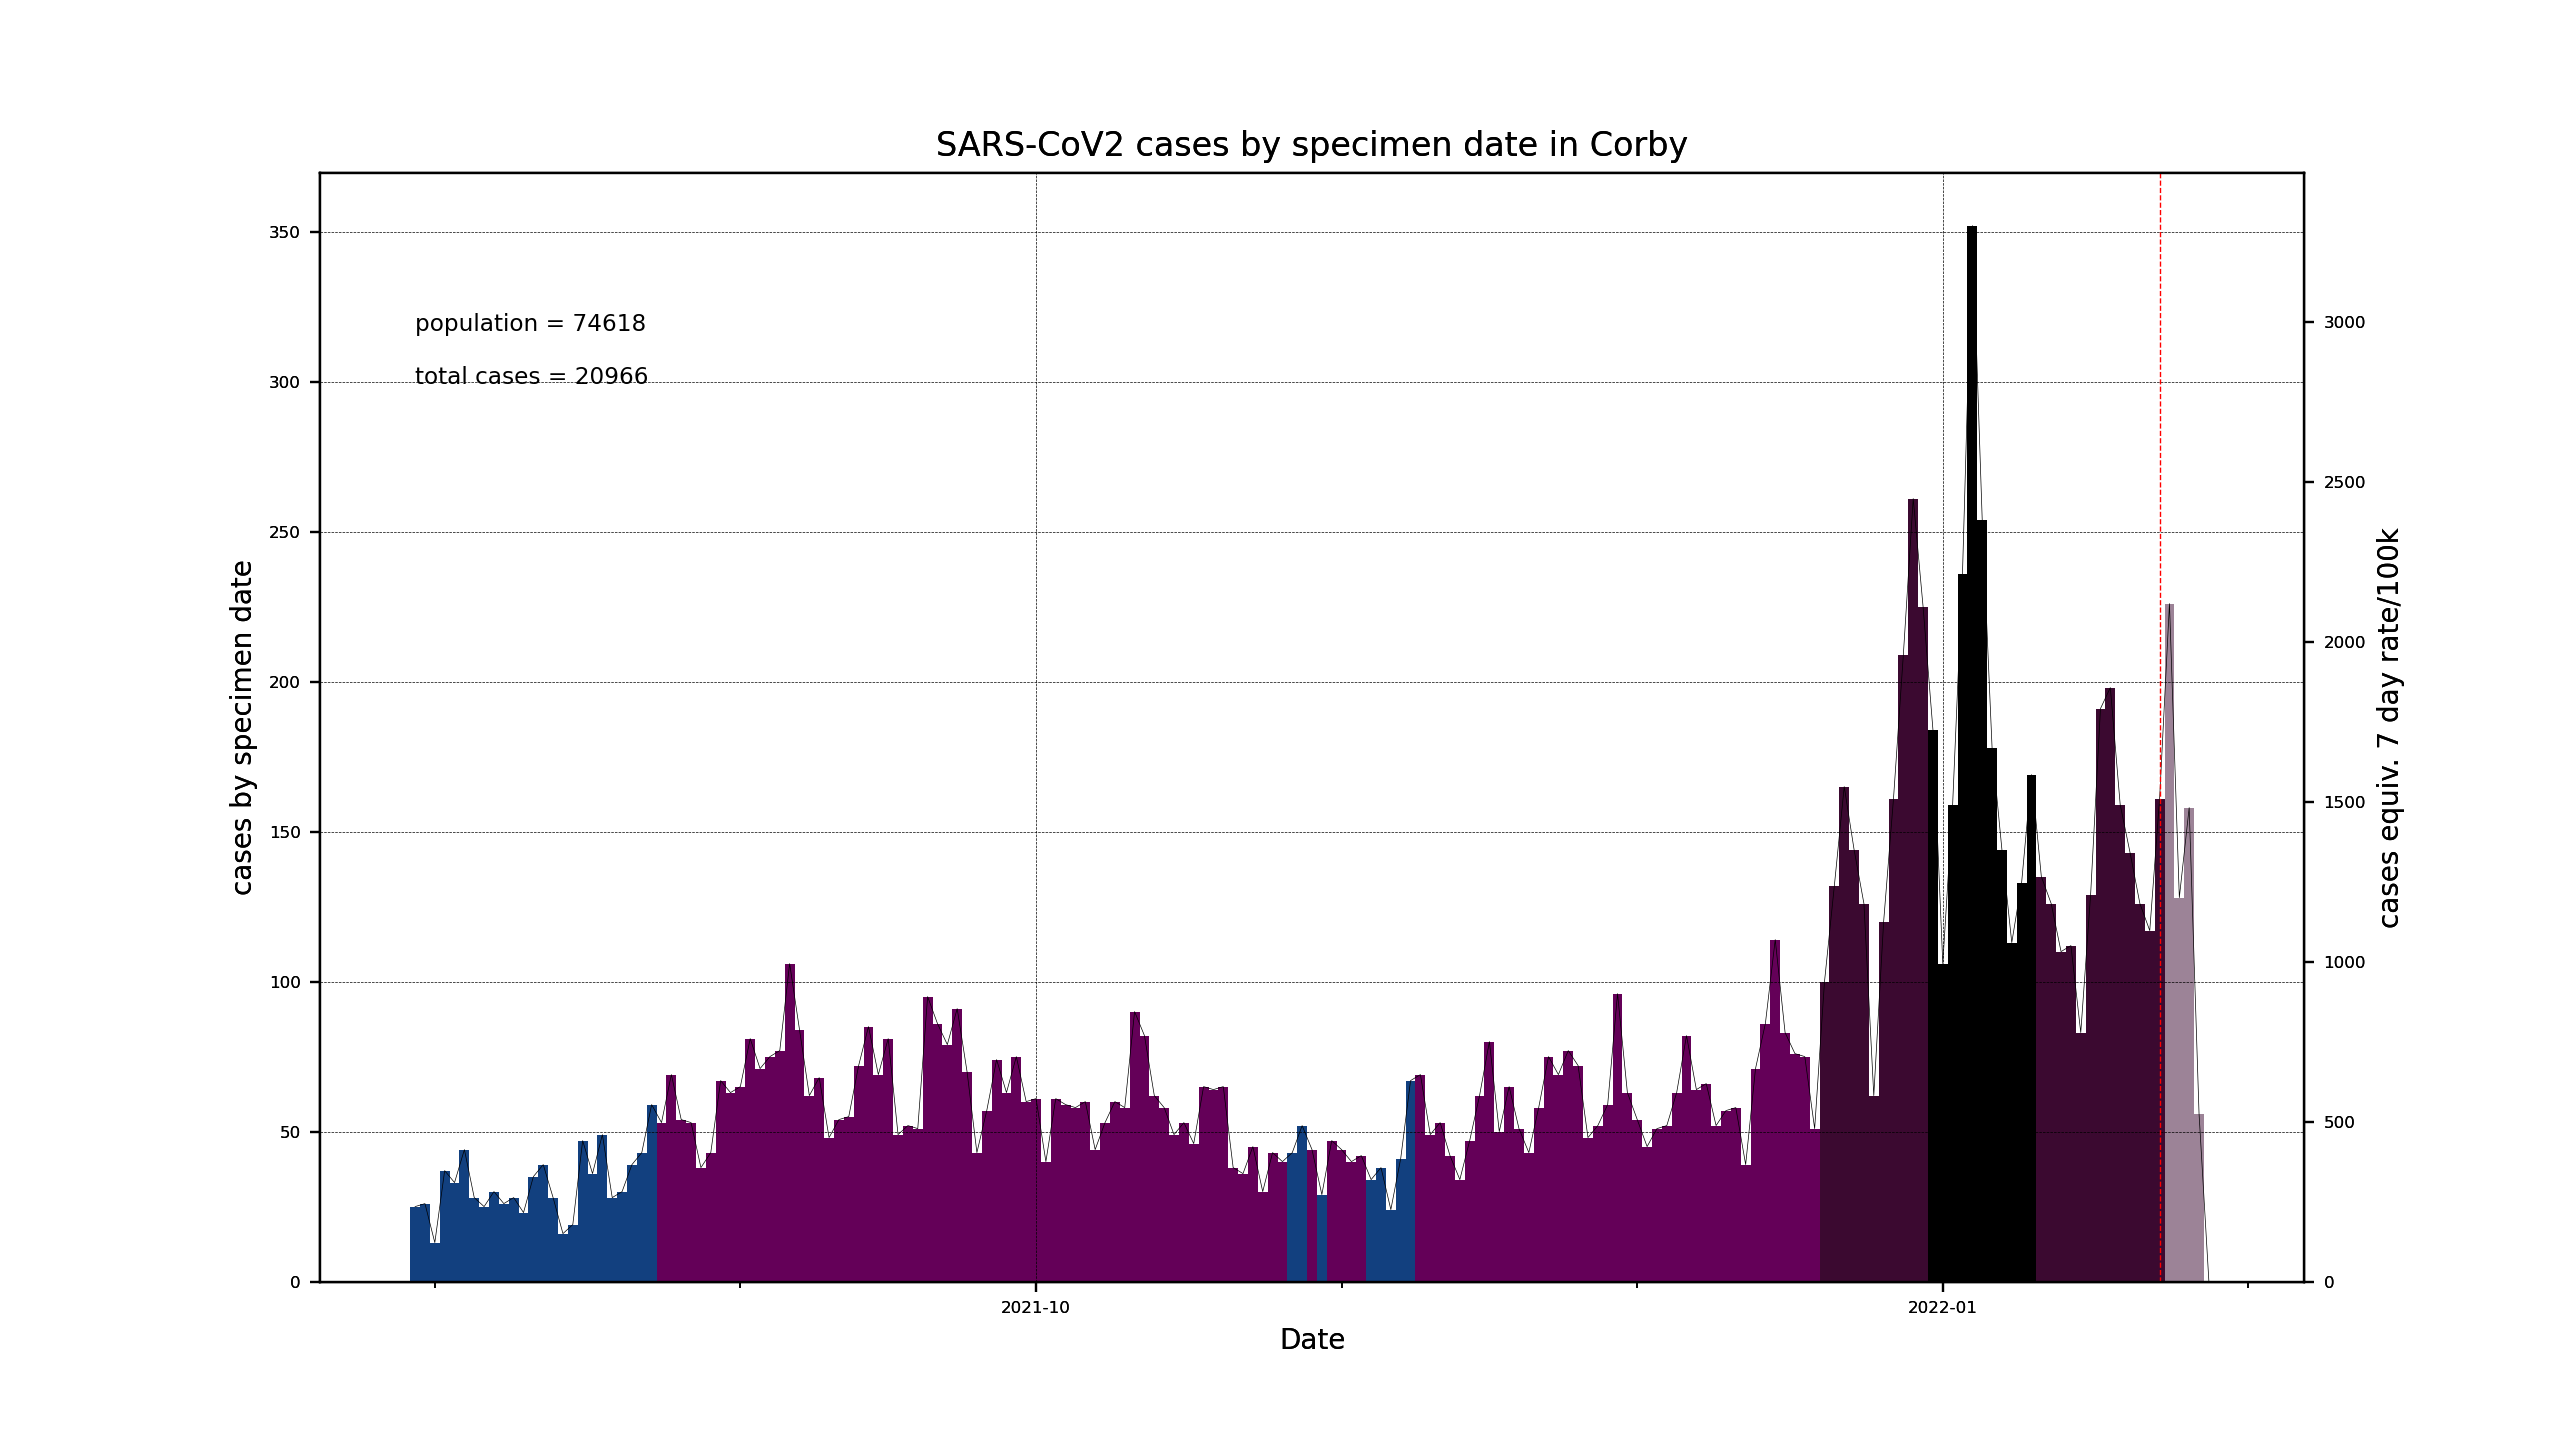 SARS-CoV2 cases by specimen date in Corby
population = 74618
total cases = 20966
cases by specimen date
350
300
250
200
150
100
50
0
3000
2500
2000
1500
1000
500
0
cases equiv. 7 day rate/100k
2021-10
2022-01
Date